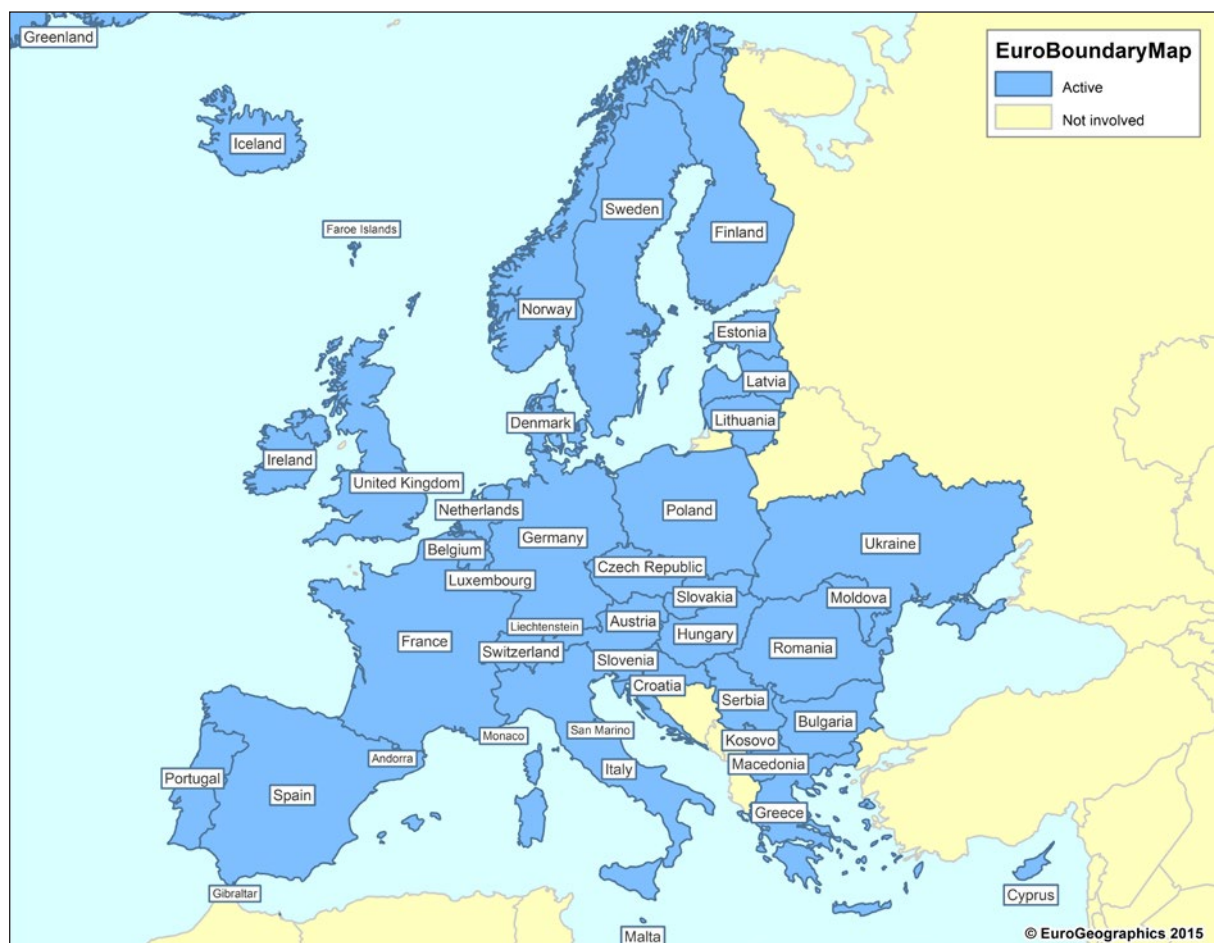 Greenland
EuroBoundaryMap
Active
Not involved
Iceland
Faroe Islands
Sweden
Finland
Norway
Estonia
Latvia
Lithuania
Denmark
Ireland
United Kingdom
Netherlands
Poland
Germany
Ukraine
Belgium
Czech Republic
Luxembourg
Slovakia
Moldova
Liechtenstein
Austria
Hungary
France
Romania
Switzerland
Slovenia
Croatia
Serbia
Bulgaria
San Marino
Monaco
Kosovo
Andorra
Macedonia
Portugal
Italy
Spain
Greece
Gibraltar
Cyprus
Malta
© EuroGeographics 2015